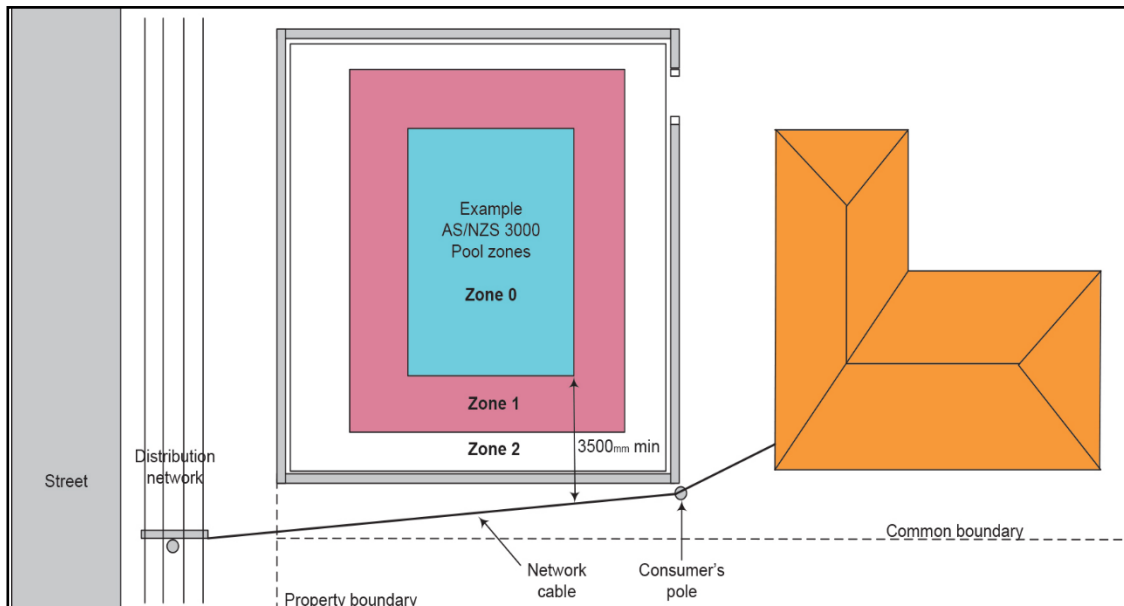 Example
AS/NZS 3000
Pool zones
Zone 0
Zone 1
Zone 2
3500mm min
Distribution
network
Street
Common boundary
Network
cable
Consumer's
pole
Property boundary